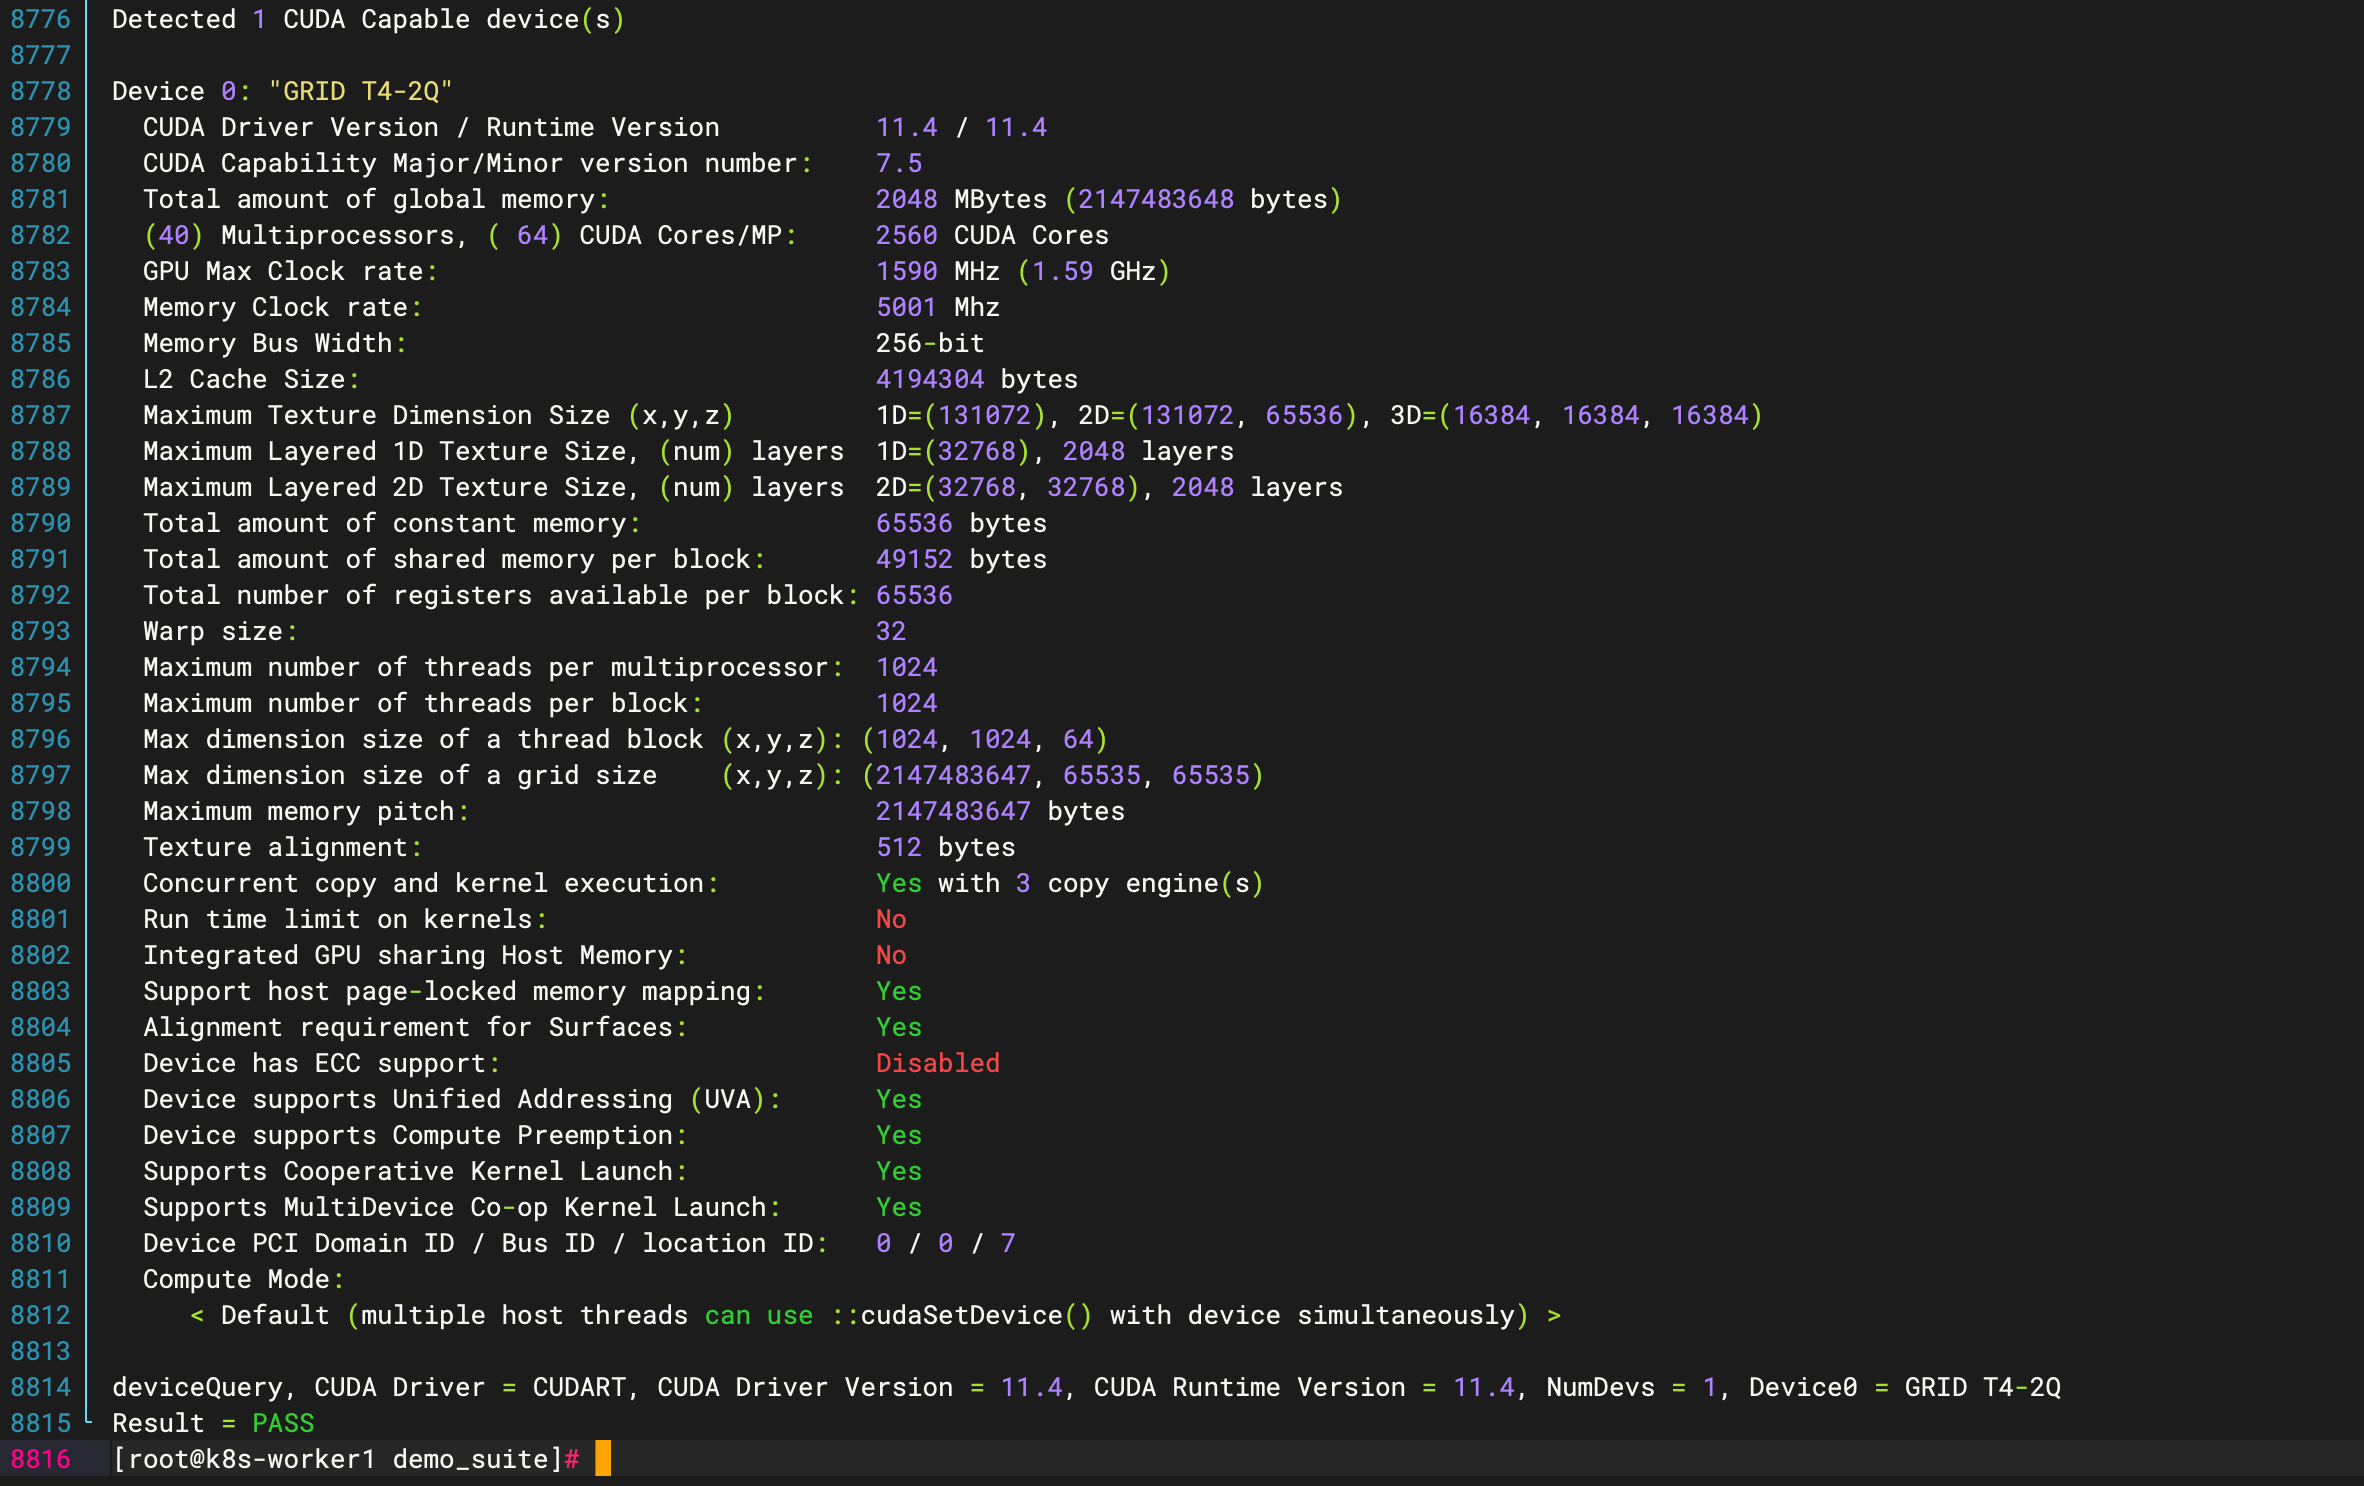 8776 Detected 1 CUDA Capable device(s)
8777
8778 Device 0: "GRID T4-2Q"
8779 CUDA Driver Version / Runtime Version 11.4 / 11.4
8780 CUDA Capability Major/Minor version number: 7.5
8781 Total amount of global memory: 2048 MBytes (2147483648 bytes)
8782 (40) Multiprocessors, ( 64) CUDA Cores/MP: 2560 CUDA Cores
8783 GPU Max Clock rate: 1590 MHz (1.59 GHz)
8784 Memory Clock rate: 5001 Mhz
8785 Memory Bus Width: 256-bit
8786 L2 Cache Size: 4194304 bytes
8787 Maximum Texture Dimension Size (x,y,z) 1D=(131072), 2D=(131072, 65536), 3D=(16384, 16384, 16384)
8788 Maximum Layered 1D Texture Size, (num) layers 1D=(32768), 2048 layers
8789 Maximum Layered 2D Texture Size, (num) layers 2D=(32768, 32768), 2048 layers
8790 Total amount of constant memory: 65536 bytes
8791 Total amount of shared memory per block: 49152 bytes
8792 Total number of registers available per block: 65536
8793 Warp size: 32
8794 Maximum number of threads per multiprocessor: 1024
8795 Maximum number of threads per block: 1024
8796 Max dimension size of a thread block (x,y,z): (1024, 1024, 64)
8797 Max dimension size of a grid size (x,y,z): (2147483647, 65535, 65535)
8798 Maximum memory pitch: 2147483647 bytes
8799 Texture alignment: 512 bytes
8800 Concurrent copy and kernel execution: Yes with 3 copy engine(s)
8801 Run time limit on kernels: No
8802 Integrated GPU sharing Host Memory: No
8803 Support host page-locked memory mapping: Yes
8804 Alignment requirement for Surfaces: Yes
8805 Device has ECC support: Disabled
8806 Device supports Unified Addressing (UVA): Yes
8807 Device supports Compute Preemption: Yes
8808 Supports Cooperative Kernel Launch: Yes
8809 Supports MultiDevice Co-op Kernel Launch: Yes
8810 Device PCI Domain ID / Bus ID / location ID: 0 / 0 / 7
8811 Compute Mode:
8812 < Default (multiple host threads can use ::cudaSetDevice() with device simultaneously) >
8813
8814 deviceQuery, CUDA Driver = CUDART, CUDA Driver Version = 11.4, CUDA Runtime Version = 11.4, NumDevs = 1, Device0 = GRID T4-2Q
8815 Result = PASS
8816 [root@k8s-worker1 demo_suite]#